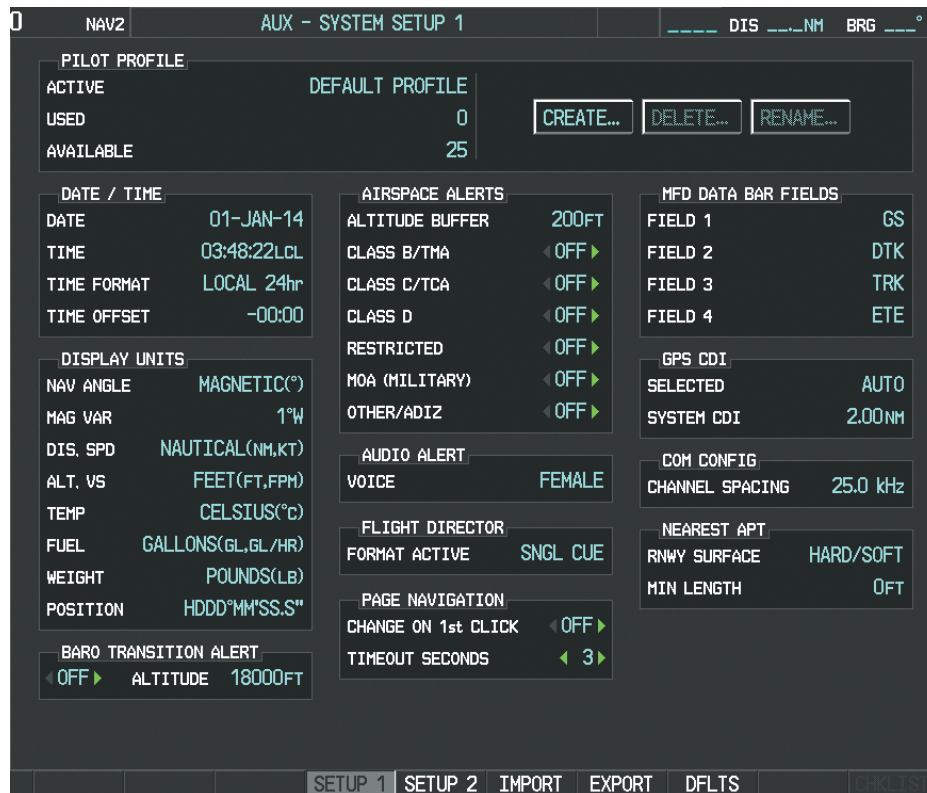 0 NAV2 AUX - SYSTEM SETUP 1 ____ DIS __._NM BRG ___°
PILOT PROFILE
ACTIVE DEFAULT PROFILE
USED 0
AVAILABLE 25
CREATE... DELETE... RENAME...
DATE / TIME
DATE 01-JAN-14
TIME 03:48:22LCL
TIME FORMAT LOCAL 24hr
TIME OFFSET -00:00
DISPLAY UNITS
NAV ANGLE MAGNETIC(°)
MAG VAR 1°W
DIS, SPD NAUTICAL(NM,KT)
ALT, VS FEET(FT,FPM)
TEMP CELSIUS(°C)
FUEL GALLONS(GL,GL/HR)
WEIGHT POUNDS(LB)
POSITION HDDD°MM'SS.S"
BARO TRANSITION ALERT
OFF ALTITUDE 18000FT
AIRSPACE ALERTS
ALTITUDE BUFFER 200FT
CLASS B/TMA OFF
CLASS C/TCA OFF
CLASS D OFF
RESTRICTED OFF
MOA (MILITARY) OFF
OTHER/ADIZ OFF
AUDIO ALERT
VOICE FEMALE
FLIGHT DIRECTOR
FORMAT ACTIVE SNGL CUE
PAGE NAVIGATION
CHANGE ON 1st CLICK OFF
TIMEOUT SECONDS 3
MFD DATA BAR FIELDS
FIELD 1 GS
FIELD 2 DTK
FIELD 3 TRK
FIELD 4 ETE
GPS CDI
SELECTED AUTO
SYSTEM CDI 2.00NM
COM CONFIG
CHANNEL SPACING 25.0 kHz
NEAREST APT
RNWY SURFACE HARD/SOFT
MIN LENGTH 0FT
SETUP 1 SETUP 2 IMPORT EXPORT DFLTS CHKLIST